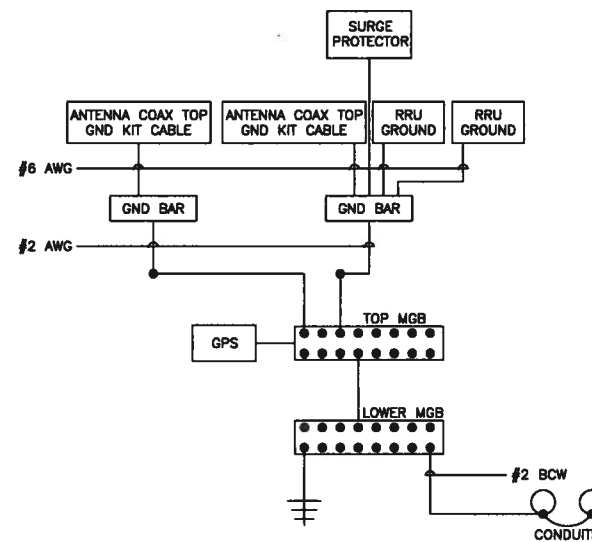 SURGE
PROTECTOR
ANTENNA COAX TOP
GND KIT CABLE
ANTENNA COAX TOP
GND KIT CABLE
RRU
GROUND
RRU
GROUND
#6 AWG
GND BAR
GND BAR
#2 AWG
TOP MGB
GPS
LOWER MGB
#2 BCW
CONDUITS